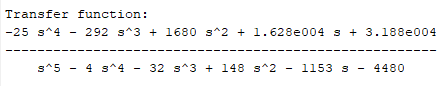 Transfer function:
-25 s^4 - 292 s^3 + 1680 s^2 + 1.628e004 s + 3.188e004
------------------------------------------------------
s^5 - 4 s^4 - 32 s^3 + 148 s^2 - 1153 s - 4480